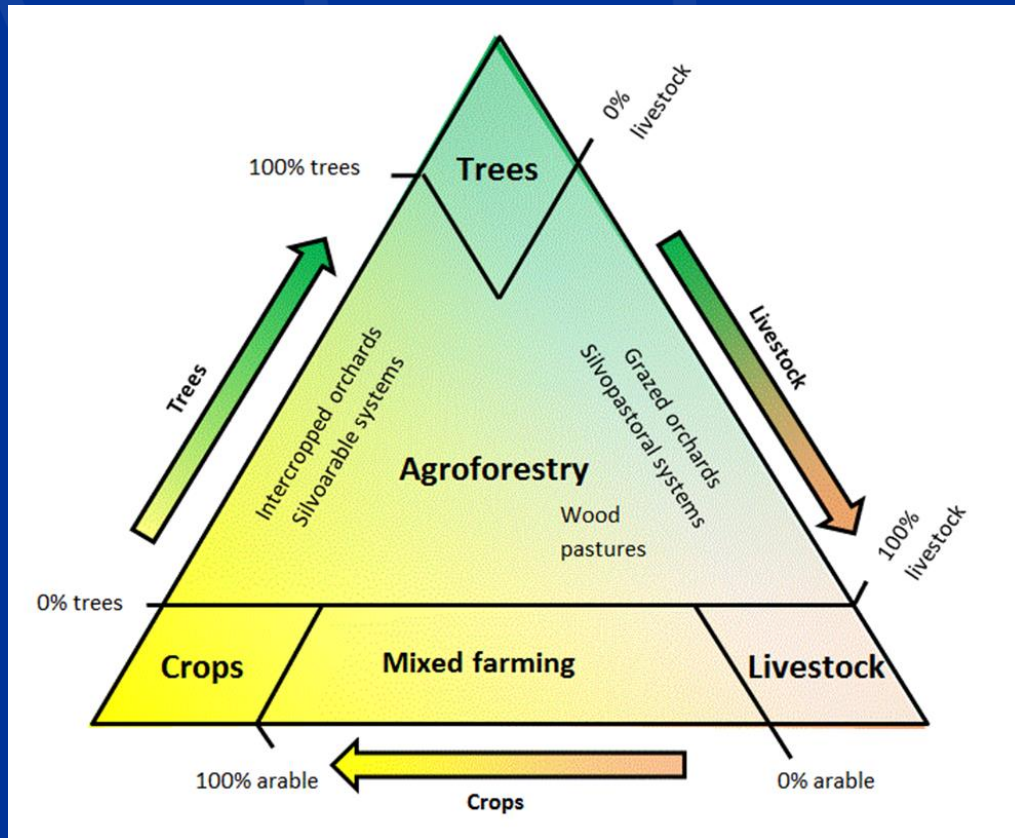 0%
livestock
100% trees
Trees
Trees
Livestock
Intercropped orchards
Silvoarable systems
Grazed orchards
Silvopastoral systems
Agroforestry
Wood
pastures
100%
livestock
0% trees
Crops
Mixed farming
Livestock
100% arable
0% arable
Crops